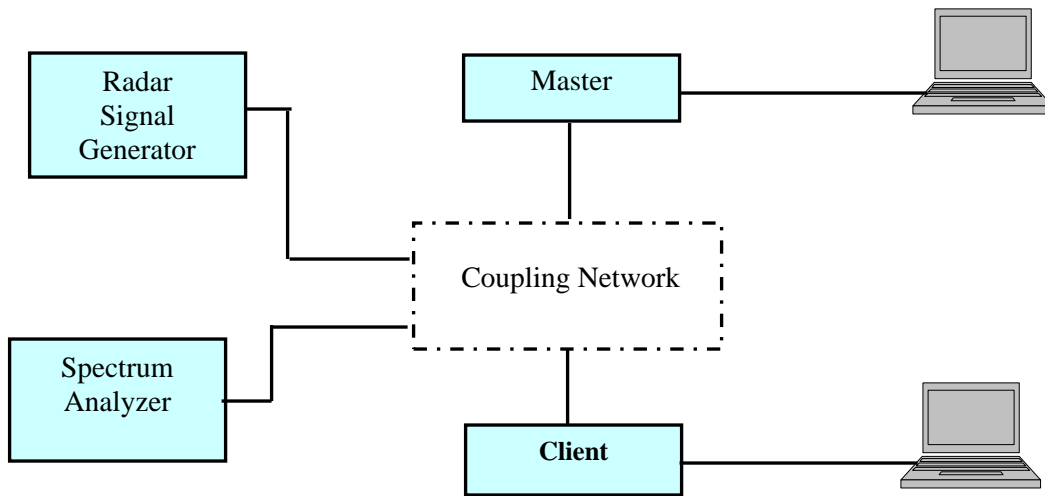 Radar
Signal
Generator
Master
Coupling Network
Spectrum
Analyzer
Client